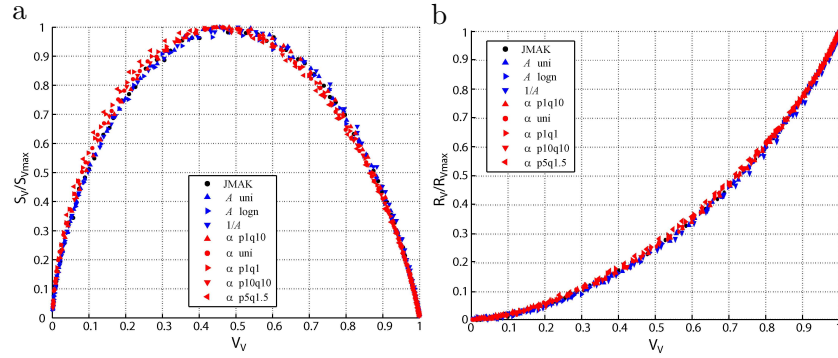 a
S_V/S_Vmax
1
0.9
0.8
0.7
0.6
0.5
0.4
0.3
0.2
0.1
0
JMAK
A uni
A logn
1/A
α p1q10
α uni
α p1q1
α p10q10
α p5q1.5
0 0.1 0.2 0.3 0.4 0.5 0.6 0.7 0.8 0.9 1
V_V
b
R_V/R_Vmax
1
0.9
0.8
0.7
0.6
0.5
0.4
0.3
0.2
0.1
0
JMAK
A uni
A logn
1/A
α p1q10
α uni
α p1q1
α p10q10
α p5q1.5
0 0.1 0.2 0.3 0.4 0.5 0.6 0.7 0.8 0.9 1
V_V